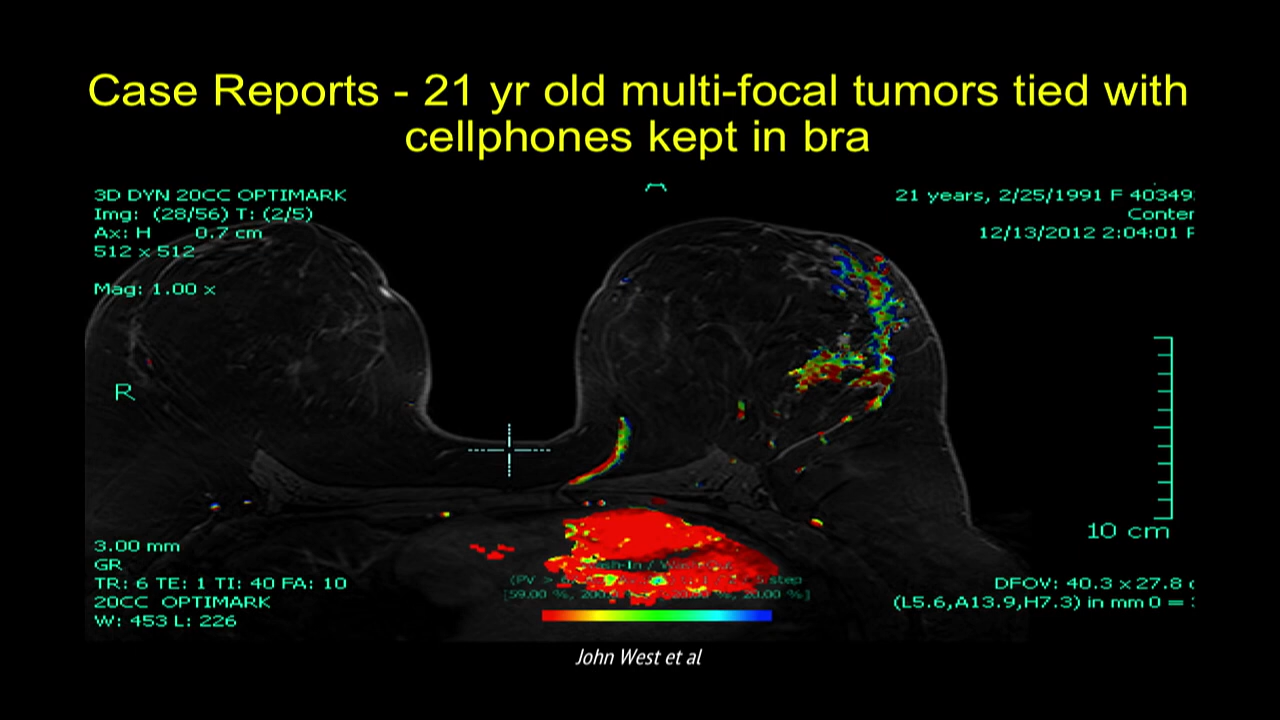 Case Reports - 21 yr old multi-focal tumors tied with
cellphones kept in bra
3D DYN 20CC OPTIMARK
Img: (28/56) T: (2/5)
Ax: H 0.7 cm
512 x 512
Mag: 1.00 x
21 years, 2/25/1991 F 40349
Conter
12/13/2012 2:04:01 P
R
10 cm
3.00 mm
GR
TR: 6 TE: 1 TI: 40 FA: 10
20CC OPTIMARK
W: 453 L: 226
step
DFOV: 40.3 x 27.8
(L5.6,A13.9,H7.3) in mm 0 =
John West et al